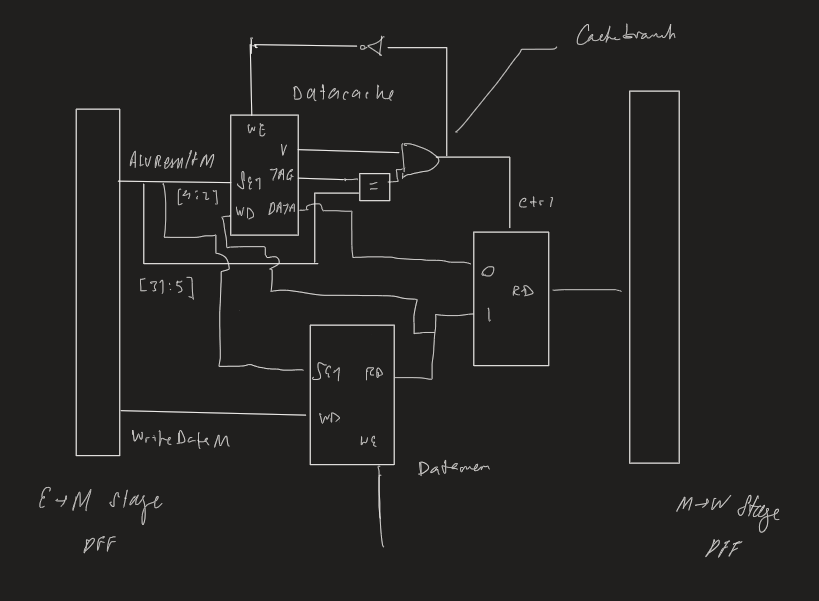 Cachebranch
Datacache
WE
V
ALUResultM
SET
TAG
=
[4:2]
WD
DATA
ctrl
[31:5]
0
RD
1
SET
RD
WD
WriteDataM
WE
Datamem
E→M Stage
DFF
M→W Stage
DFF